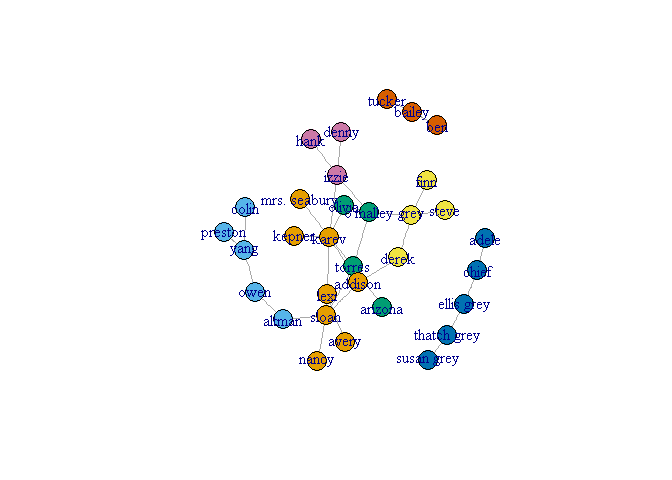 tucker
bailey
ben
denny
hank
izzie
finn
mrs. seabury
olivia
colin
o'malley
grey
steve
preston
kepner
karev
adele
yang
derek
torres
chief
addison
owen
lexi
ellis grey
arizona
sloan
altman
thatch grey
avery
nancy
susan grey